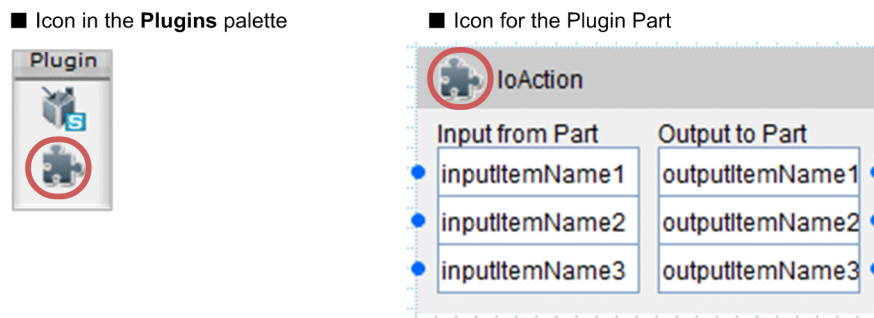 ■ Icon in the Plugins palette
■ Icon for the Plugin Part
Plugin
S
IoAction
Input from Part
Output to Part
inputItemName1
outputItemName1
inputItemName2
outputItemName2
inputItemName3
outputItemName3